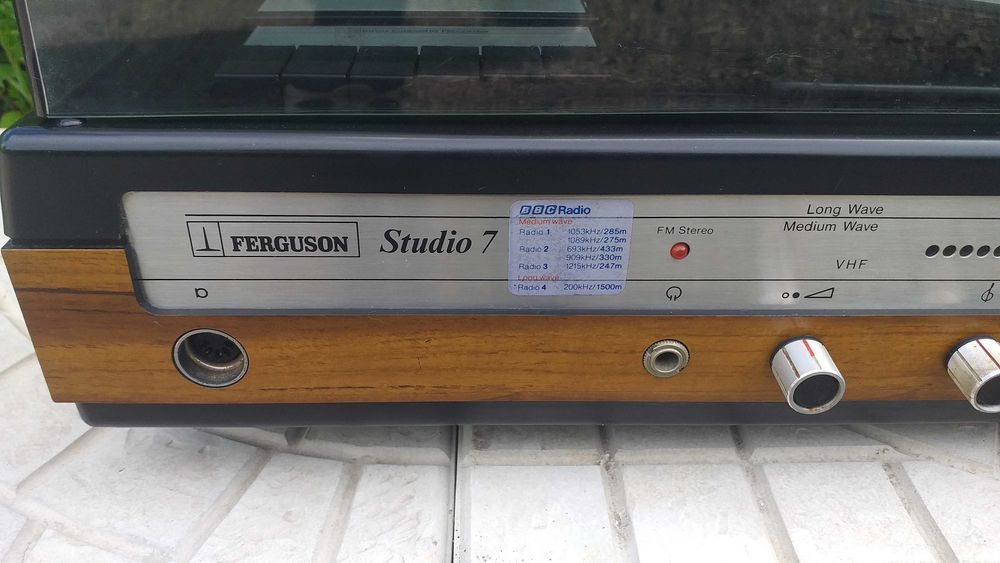 FERGUSON
Studio 7
BBC Radio
Medium wave
Radio 1 1053kHz/285m
1089kHz/275m
Radio 2 693kHz/433m
909kHz/330m
Radio 3 1215kHz/247m
Long wave
Radio 4 200kHz/1500m
FM Stereo
Long Wave
Medium Wave
VHF